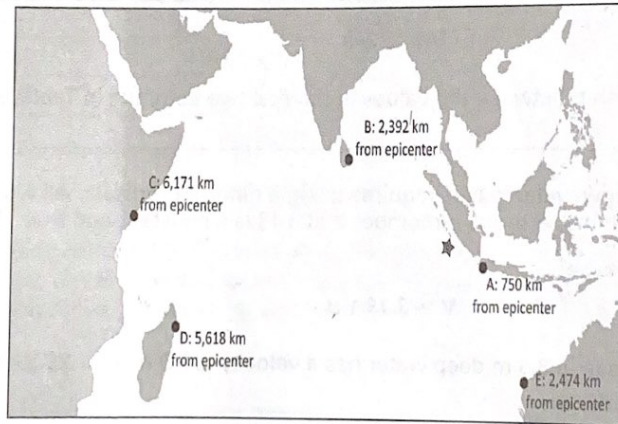 B: 2,392 km
from epicenter
C: 6,171 km
from epicenter
A: 750 km
from epicenter
D: 5,618 km
from epicenter
E: 2,474 km
from epicenter